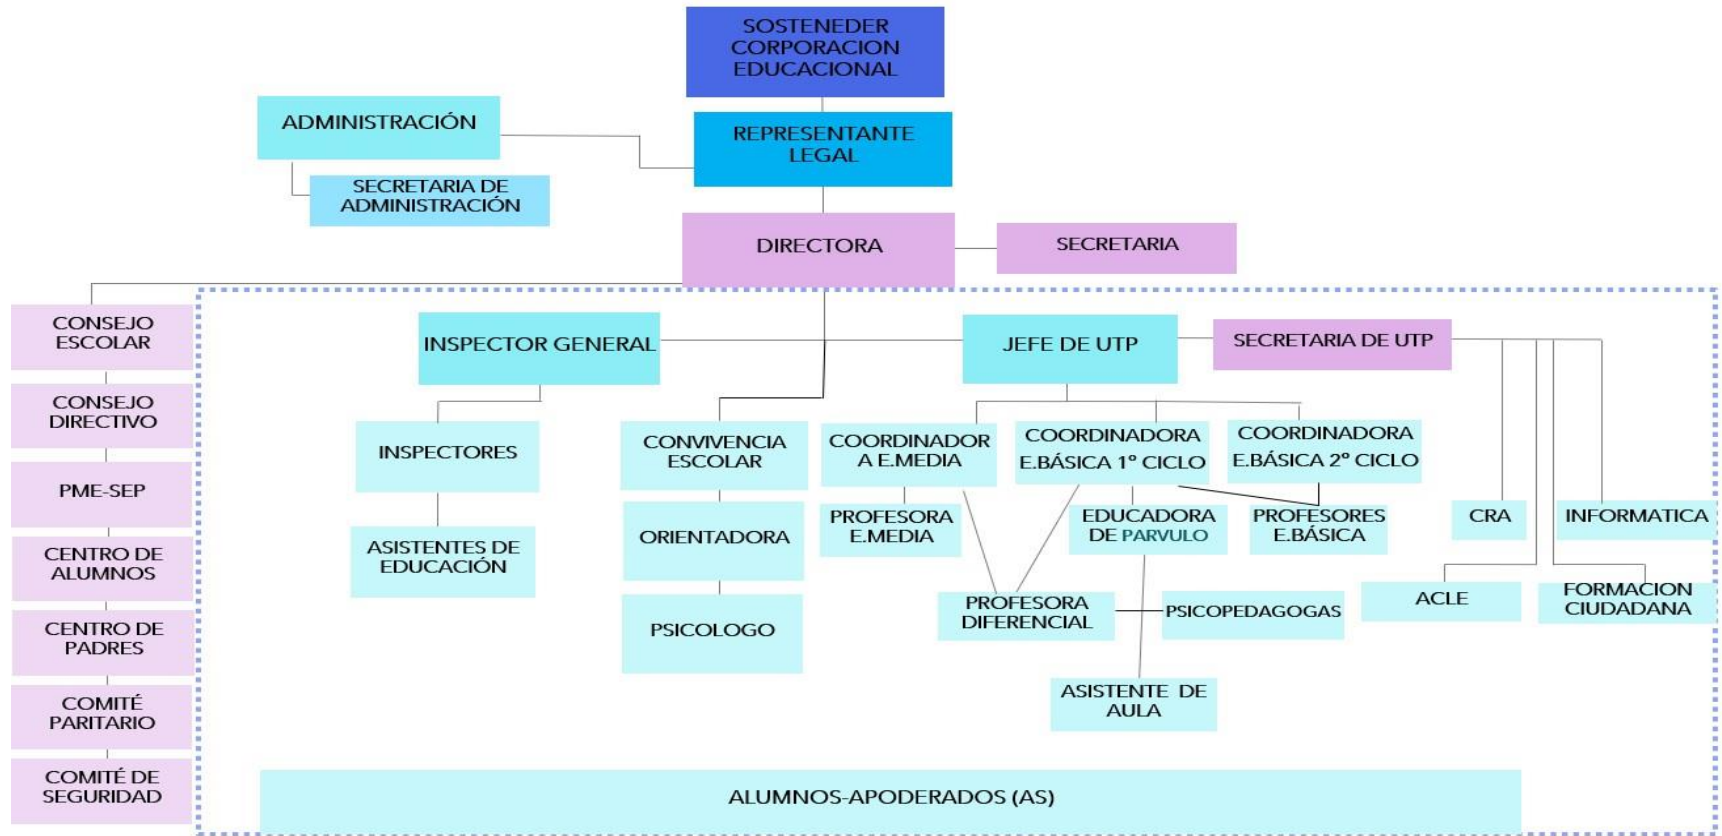 SOSTENEDER
CORPORACION
EDUCACIONAL
ADMINISTRACIÓN
REPRESENTANTE
LEGAL
SECRETARIA DE
ADMINISTRACIÓN
DIRECTORA
SECRETARIA
CONSEJO
ESCOLAR
CONSEJO
DIRECTIVO
PME-SEP
CENTRO DE
ALUMNOS
CENTRO DE
PADRES
COMITÉ
PARITARIO
COMITÉ DE
SEGURIDAD
INSPECTOR GENERAL
JEFE DE UTP
SECRETARIA DE UTP
INSPECTORES
ASISTENTES DE
EDUCACIÓN
CONVIVENCIA
ESCOLAR
ORIENTADORA
PSICOLOGO
COORDINADOR
A E.MEDIA
PROFESORA
E.MEDIA
COORDINADORA
E.BÁSICA 1º CICLO
COORDINADORA
E.BÁSICA 2º CICLO
EDUCADORA
DE PARVULO
PROFESORES
E.BÁSICA
CRA
INFORMATICA
PROFESORA
DIFERENCIAL
PSICOPEDAGOGAS
ACLE
FORMACION
CIUDADANA
ASISTENTE DE
AULA
ALUMNOS-APODERADOS (AS)